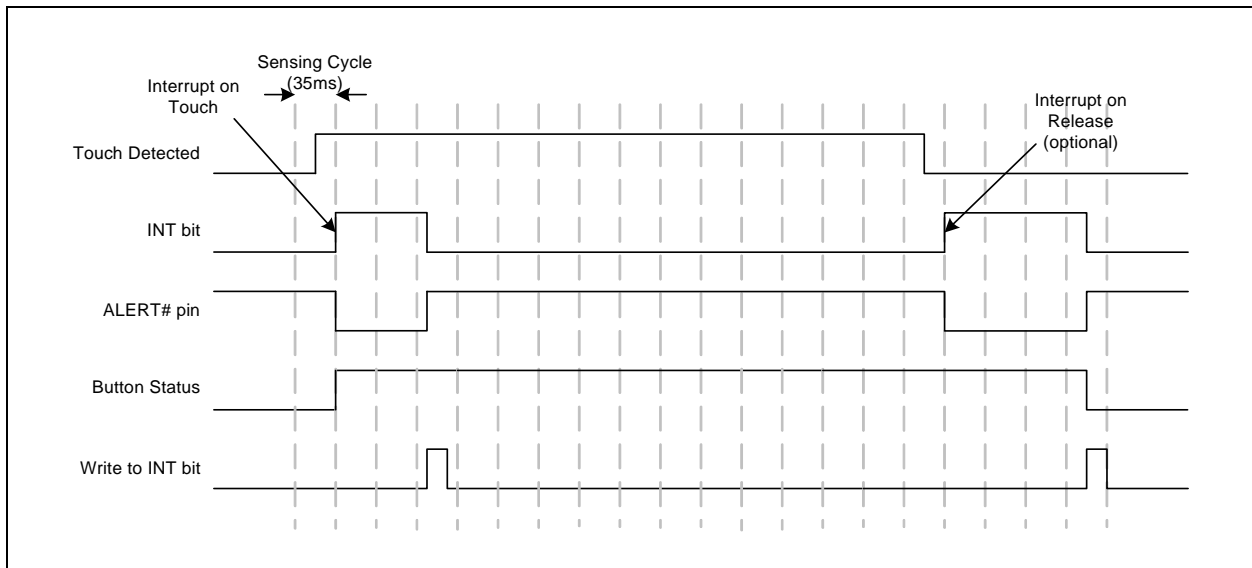 Sensing Cycle
(35ms)
Interrupt on
Touch
Interrupt on
Release
(optional)
Touch Detected
INT bit
ALERT# pin
Button Status
Write to INT bit